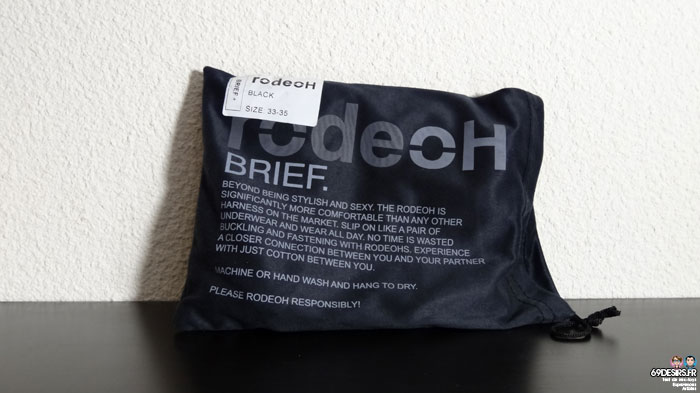 rodeoH
BRIEF +
BLACK
SIZE 33-35
rodeoH
BRIEF.
BEYOND BEING STYLISH AND SEXY. THE RODEOH IS
SIGNIFICANTLY MORE COMFORTABLE THAN ANY OTHER
HARNESS ON THE MARKET. SLIP ON LIKE A PAIR OF
UNDERWEAR AND WEAR ALL DAY. NO TIME IS WASTED
BUCKLING AND FASTENING WITH RODEOHS. EXPERIENCE
A CLOSER CONNECTION BETWEEN YOU AND YOUR PARTNER
WITH JUST COTTON BETWEEN YOU.
MACHINE OR HAND WASH AND HANG TO DRY.
PLEASE RODEOH RESPONSIBLY!
69DESIRS.FR